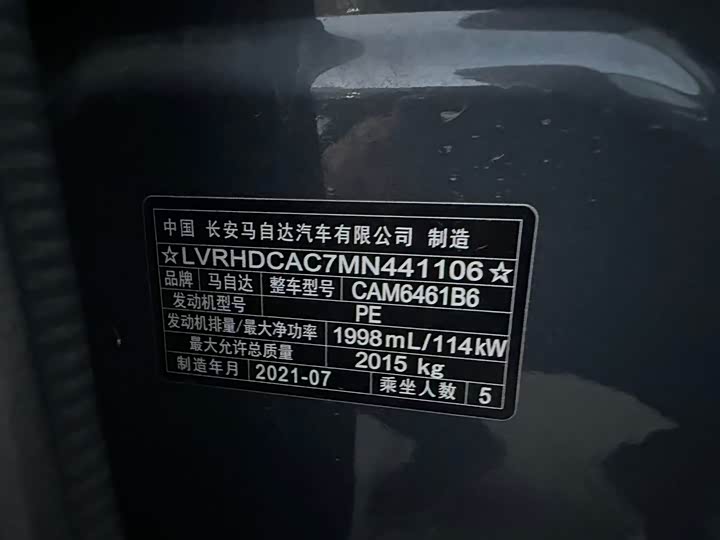 中国 长安马自达汽车有限公司 制造
☆LVRHDCAC7MN441106☆
品牌 马自达 整车型号 CAM6461B6
发动机型号 PE
发动机排量/最大净功率 1998mL/114kW
最大允许总质量 2015 kg
制造年月 2021-07 乘坐人数 5